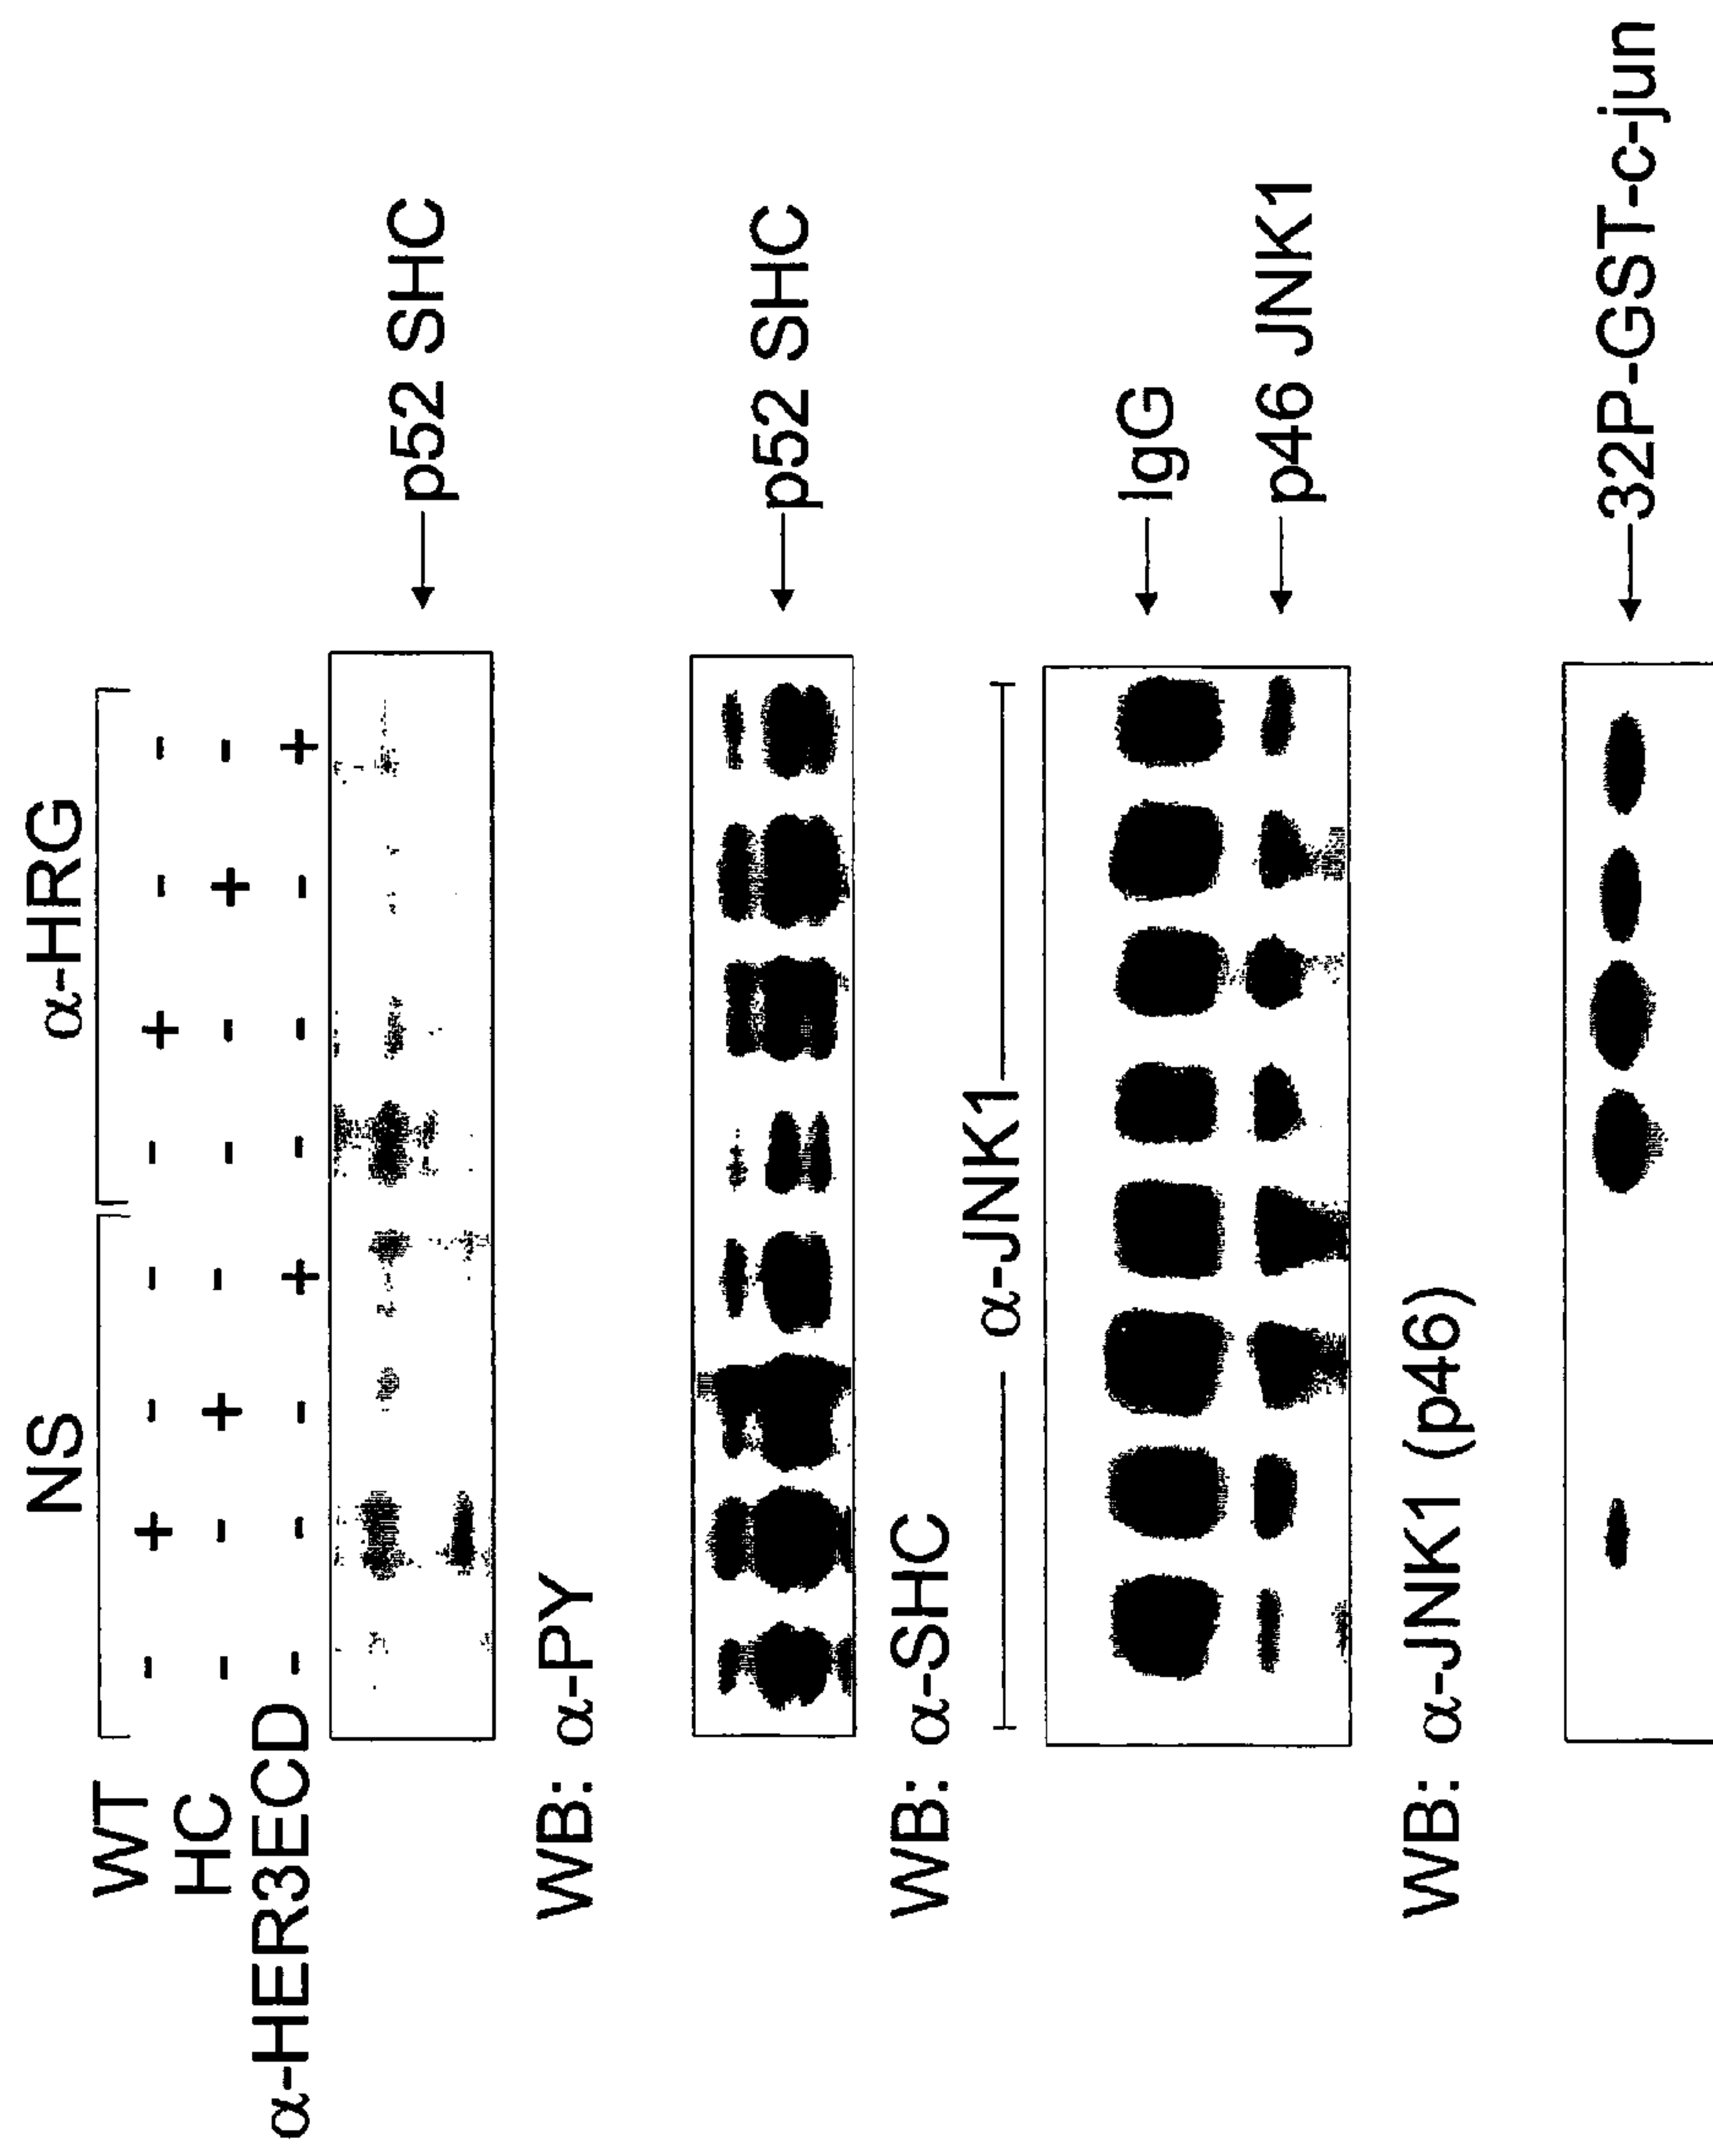 NS α-HRG
WT - + - - - + - -
HC - - + - - - + -
α-HER3ECD - - - + - - - +
p52 SHC
WB: α-PY
p52 SHC
WB: α-SHC
α-JNK1
IgG
p46 JNK1
WB: α-JNK1 (p46)
32P-GST-c-jun